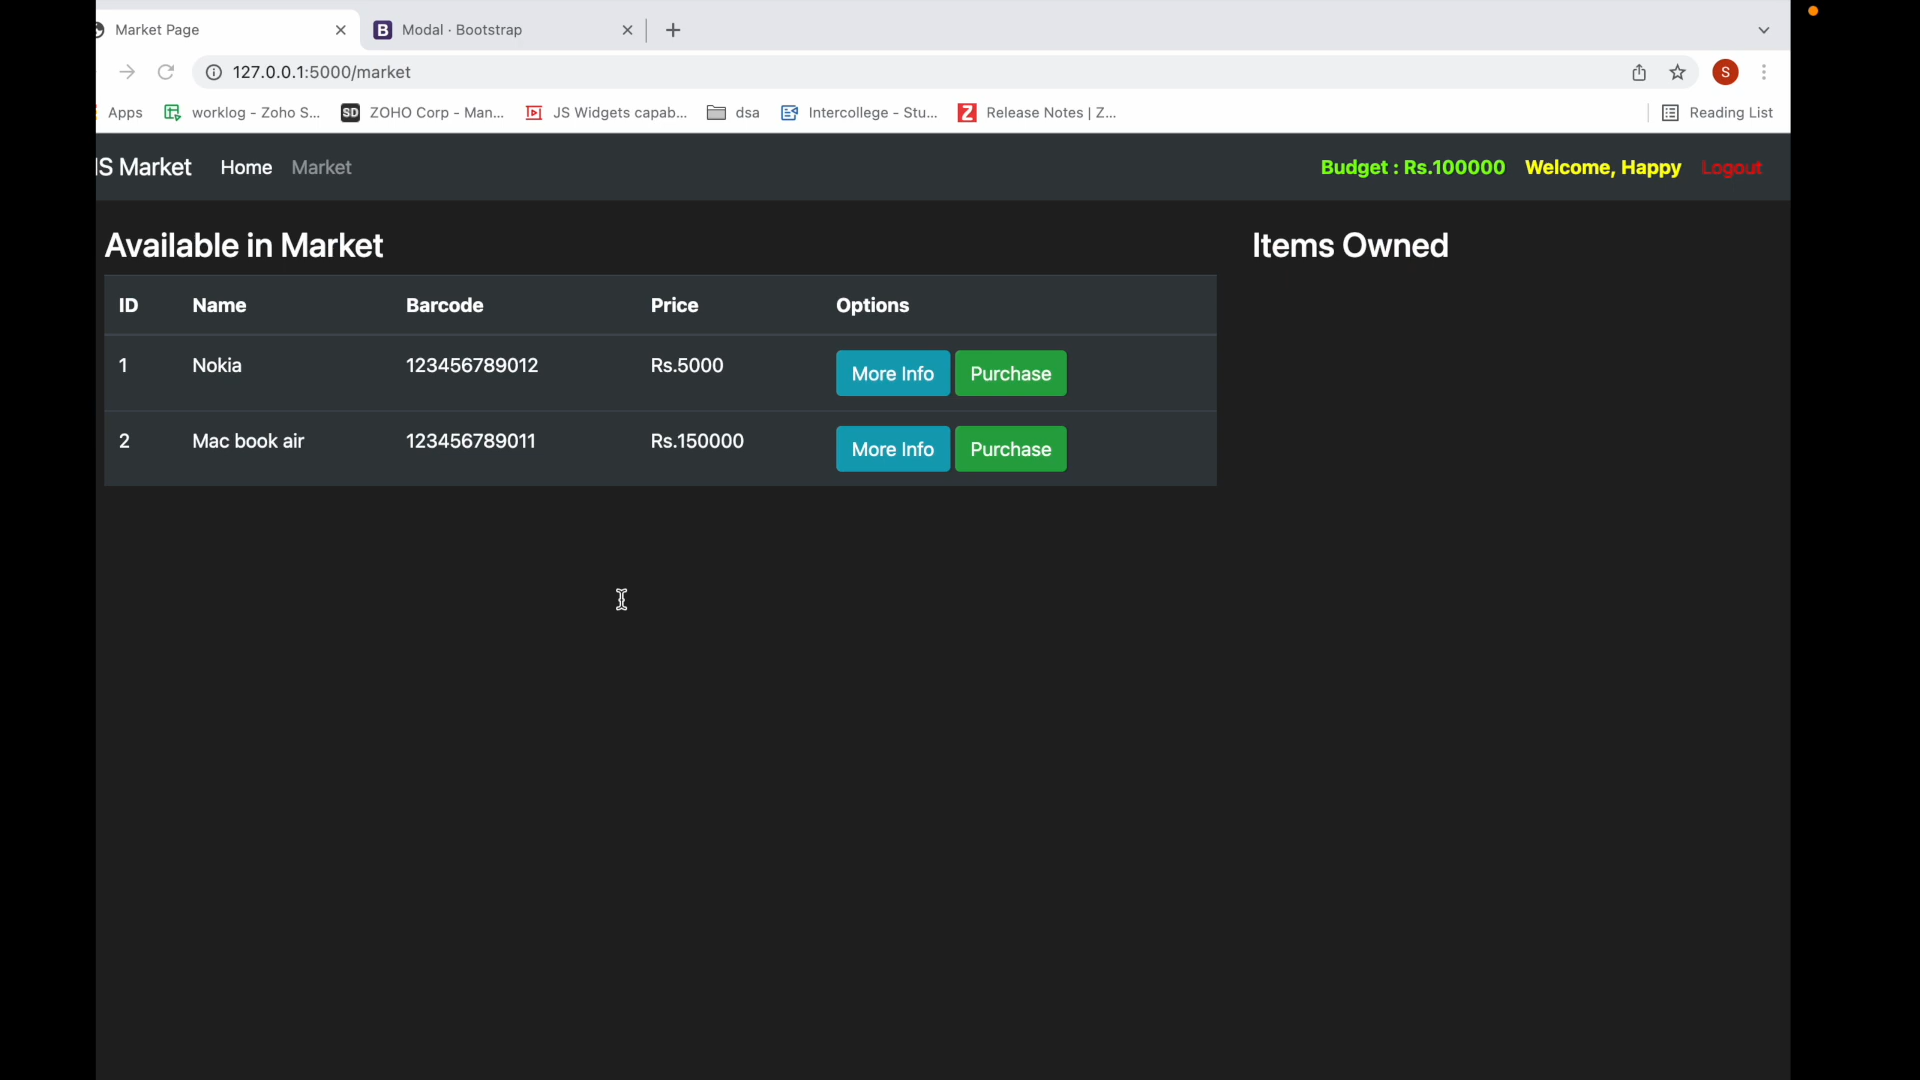 Market Page
Modal · Bootstrap
127.0.0.1:5000/market
S
Apps
worklog - Zoho S...
SD ZOHO Corp - Man...
JS Widgets capab...
dsa
Intercollege - Stu...
Release Notes | Z...
Reading List
IS Market Home Market
Budget : Rs.100000 Welcome, Happy Logout
Available in Market
Items Owned
ID Name Barcode Price Options
1 Nokia 123456789012 Rs.5000 More Info Purchase
2 Mac book air 123456789011 Rs.150000 More Info Purchase